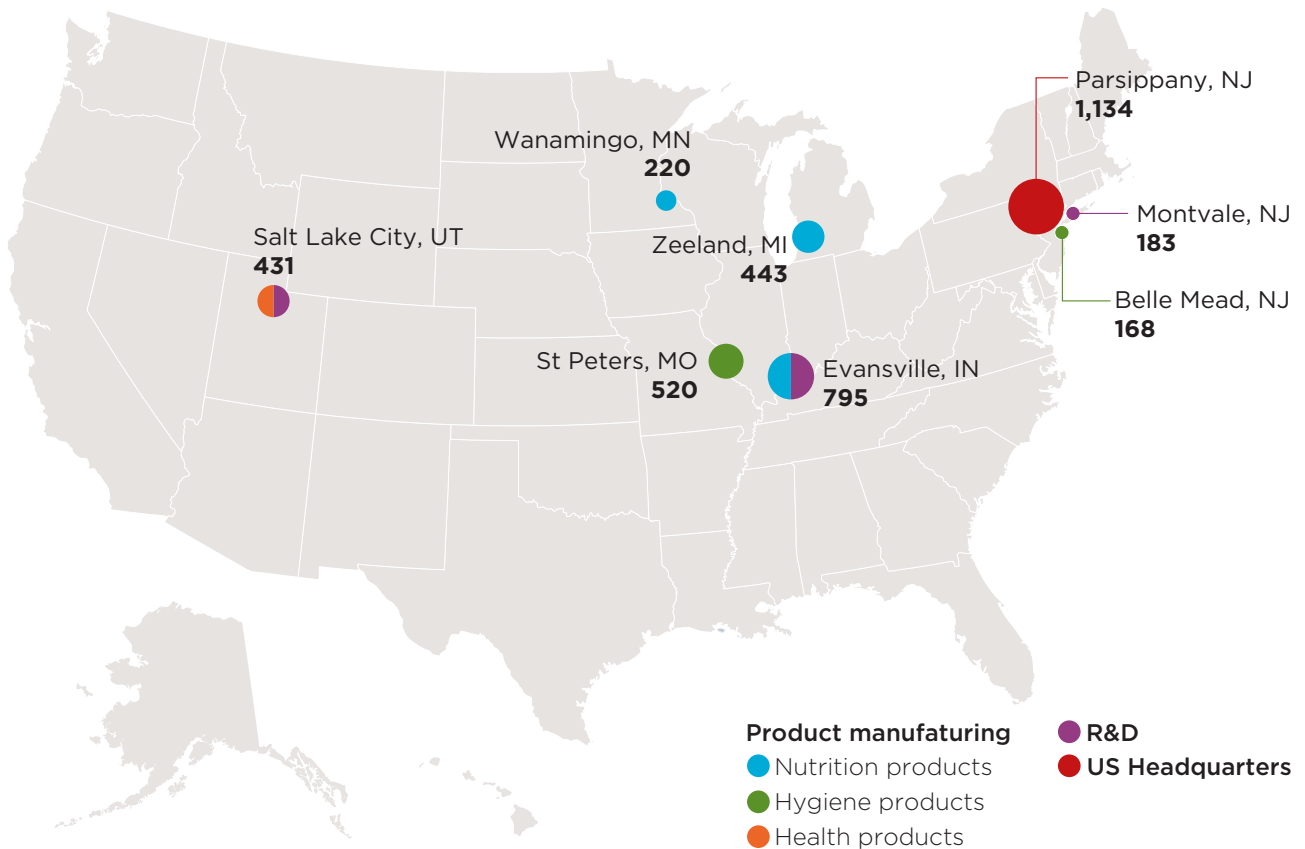 Parsippany, NJ
1,134
Wanamingo, MN
220
Montvale, NJ
183
Salt Lake City, UT
431
Zeeland, MI
443
Belle Mead, NJ
168
St Peters, MO
520
Evansville, IN
795
Product manufaturing
Nutrition products
Hygiene products
Health products
R&D
US Headquarters